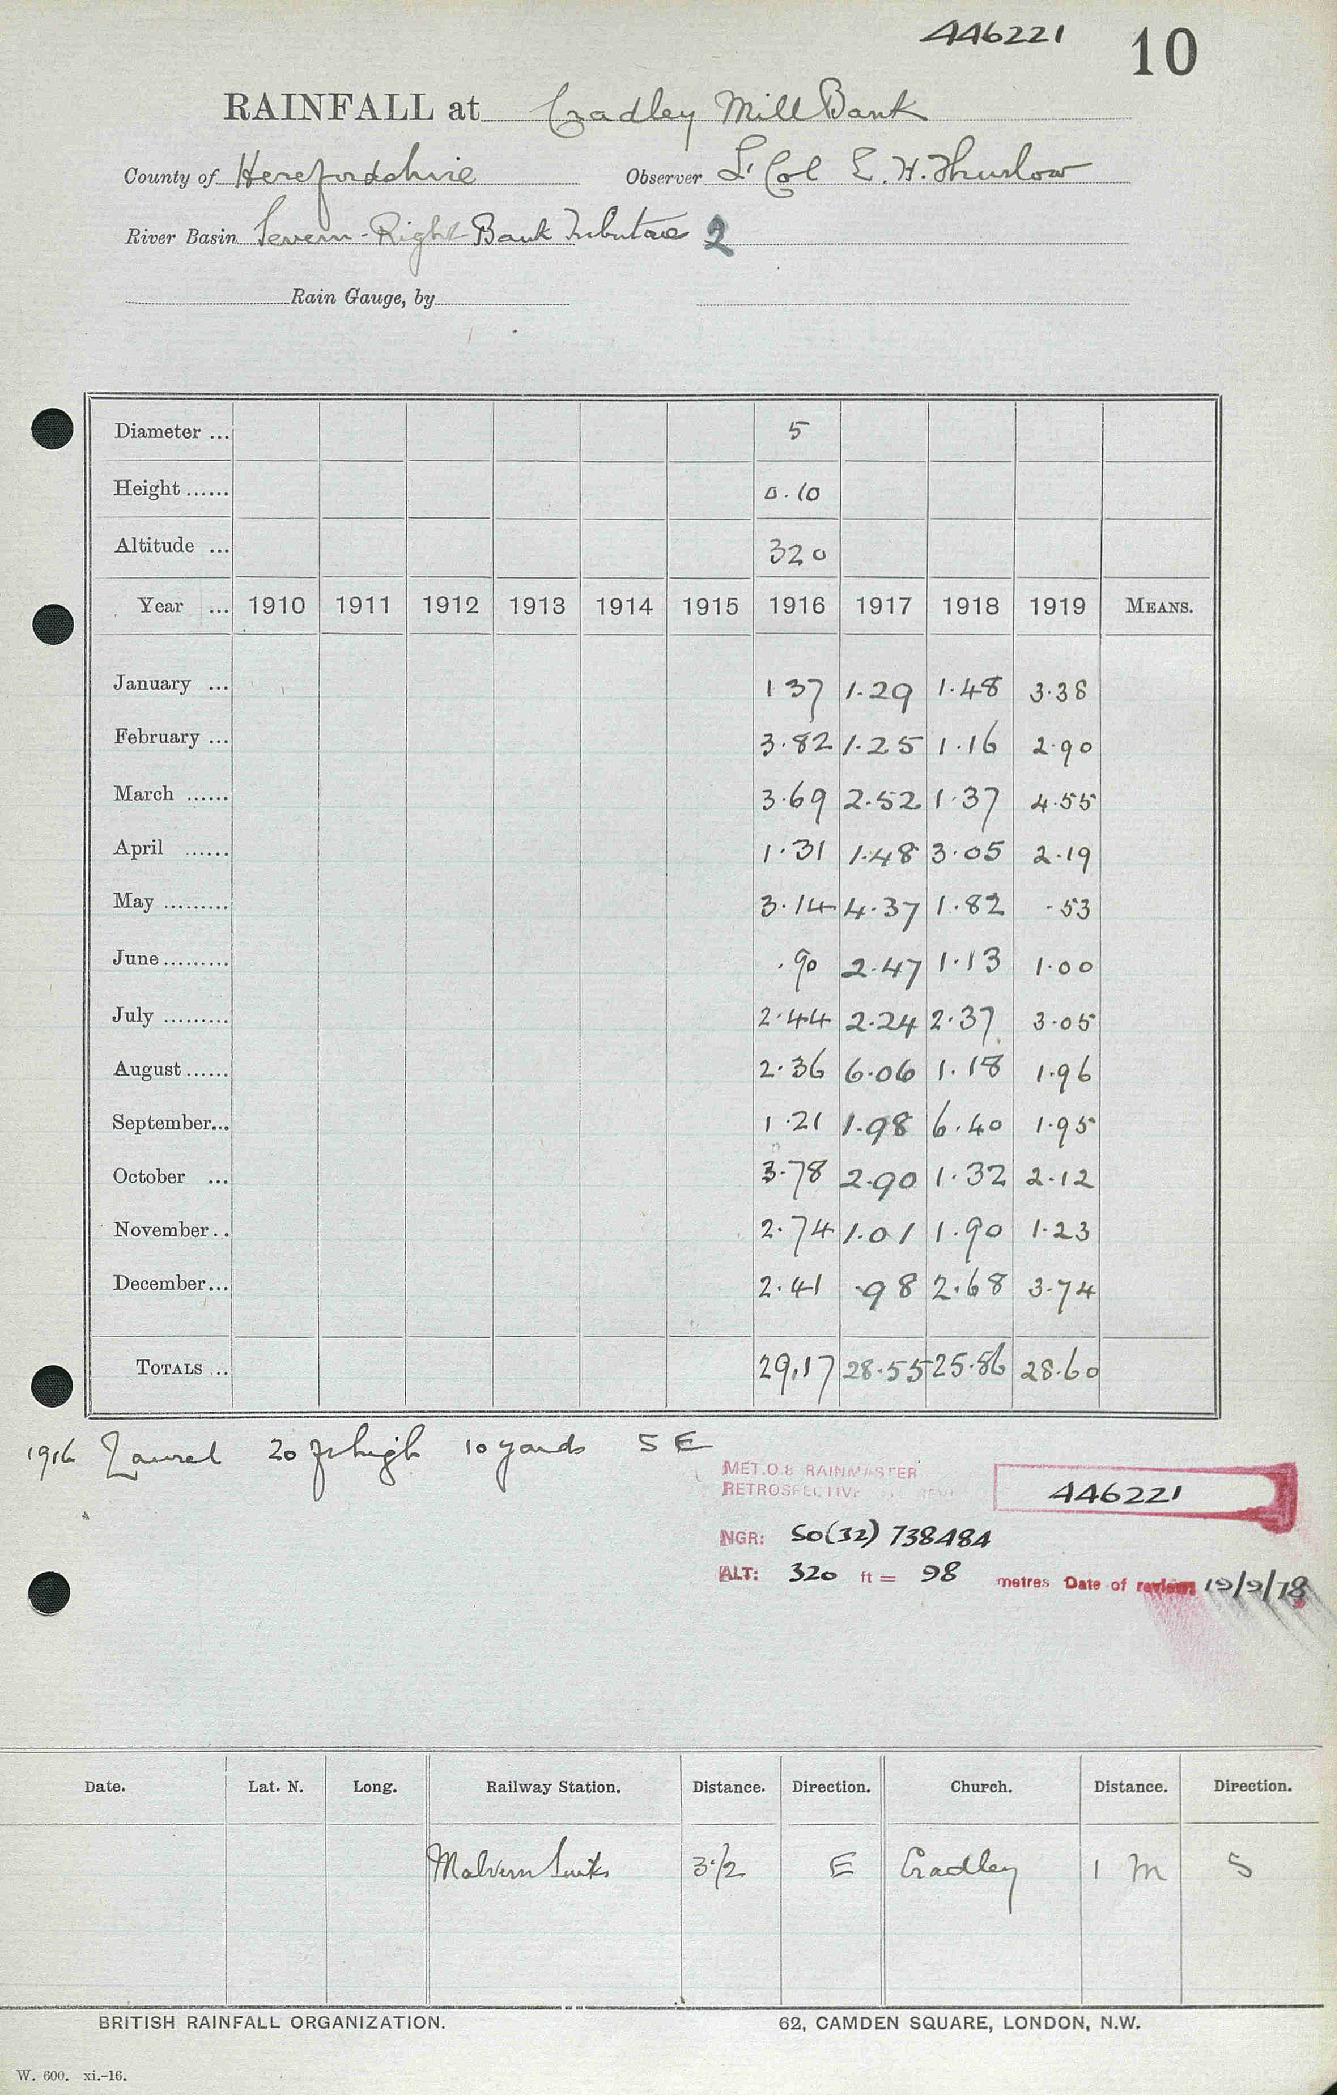 446221 10
RAINFALL at Cradley Mill Bank
County of Herefordshire Observer Lt Col E. H. Thurlow
River Basin Severn - Right Bank Tributaries 2
Rain Gauge, by
Diameter ... 5
Height ...... 0.10
Altitude ... 320
Year ... 1910 1911 1912 1913 1914 1915 1916 1917 1918 1919 MEANS.
January ... 1 37 1.29 1.48 3.38
February ... 3.82 1.25 1.16 2.90
March ...... 3.69 2.52 1.37 4.55
April ...... 1.31 1.48 3.05 2.19
May ......... 3.14 4.37 1.82 .53
June ......... .90 2.47 1.13 1.00
July ......... 2.44 2.24 2.37 3.05
August ...... 2.36 6.06 1.18 1.96
September... 1.21 1.98 6.40 1.95
October ... 3.78 2.90 1.32 2.12
November .. 2.74 1.01 1.90 1.23
December... 2.41 .98 2.68 3.74
TOTALS .. 29.17 28.55 25.86 28.60
1916 Laurel 20 ft high 10 yards SE
MET.O.8 RAINMASTER
RETROSPECTIVE 446221
NGR: SO(32) 738484
ALT: 320 ft = 98 metres Date of review: 19/9/78
Date. Lat. N. Long. Railway Station. Distance. Direction. Church. Distance. Direction.
Malvern Link 3 1/2 E Cradley 1 m S
BRITISH RAINFALL ORGANIZATION. 62, CAMDEN SQUARE, LONDON, N.W.
W. 600. xi.-16.